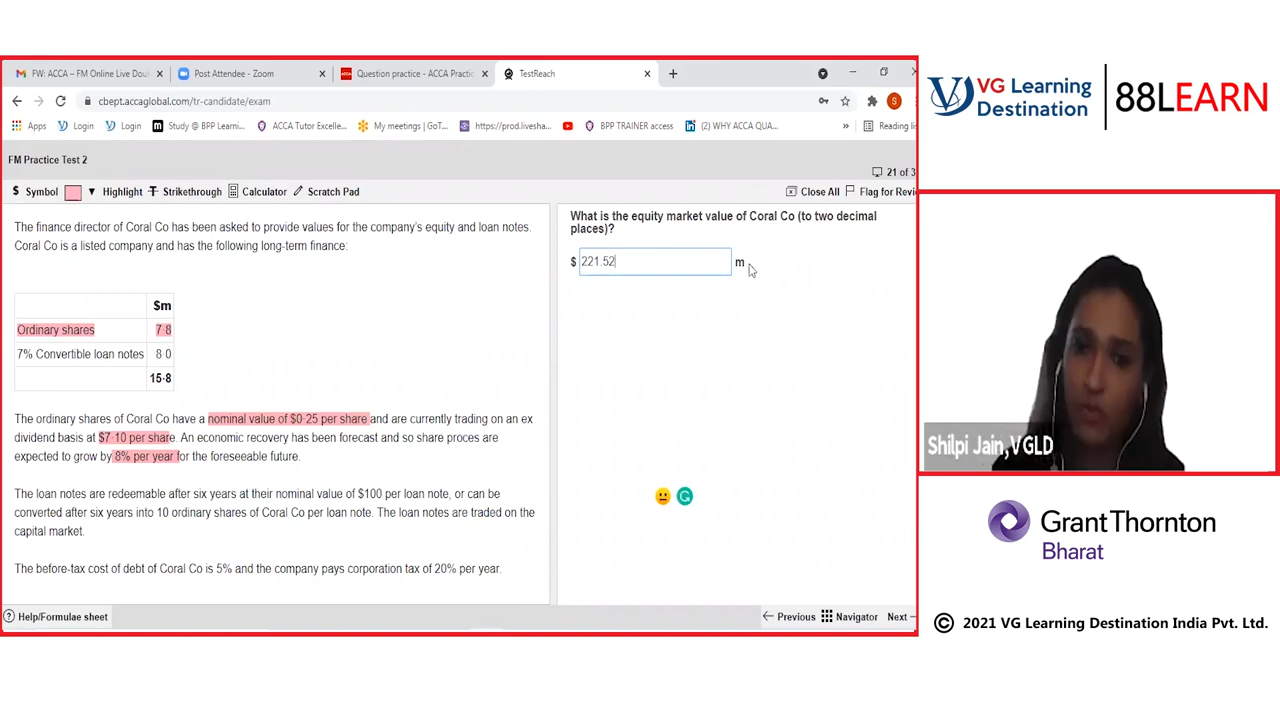 FW: ACCA – FM Online Live Dou
Post Attendee - Zoom
Question practice - ACCA Practic
TestReach
cbept.accaglobal.com/tr-candidate/exam
S
Apps
Login
Login
Study @ BPP Learni...
ACCA Tutor Excelle...
My meetings | GoT...
https://prod.livesha...
BPP TRAINER access
(2) WHY ACCA QUA...
»
Reading lis
FM Practice Test 2
21 of 3
$ Symbol
Highlight
Strikethrough
Calculator
Scratch Pad
Close All
Flag for Revie
The finance director of Coral Co has been asked to provide values for the company's equity and loan notes.
Coral Co is a listed company and has the following long-term finance:
$m
Ordinary shares 7·8
7% Convertible loan notes 8·0
15·8
The ordinary shares of Coral Co have a nominal value of $0·25 per share and are currently trading on an ex
dividend basis at $7·10 per share. An economic recovery has been forecast and so share proces are
expected to grow by 8% per year for the foreseeable future.
The loan notes are redeemable after six years at their nominal value of $100 per loan note, or can be
converted after six years into 10 ordinary shares of Coral Co per loan note. The loan notes are traded on the
capital market.
The before-tax cost of debt of Coral Co is 5% and the company pays corporation tax of 20% per year.
What is the equity market value of Coral Co (to two decimal
places)?
$ 221.52 m
Help/Formulae sheet
Previous
Navigator
Next
VG Learning
Destination
88LEARN
Shilpi Jain,VGLD
Grant Thornton
Bharat
© 2021 VG Learning Destination India Pvt. Ltd.